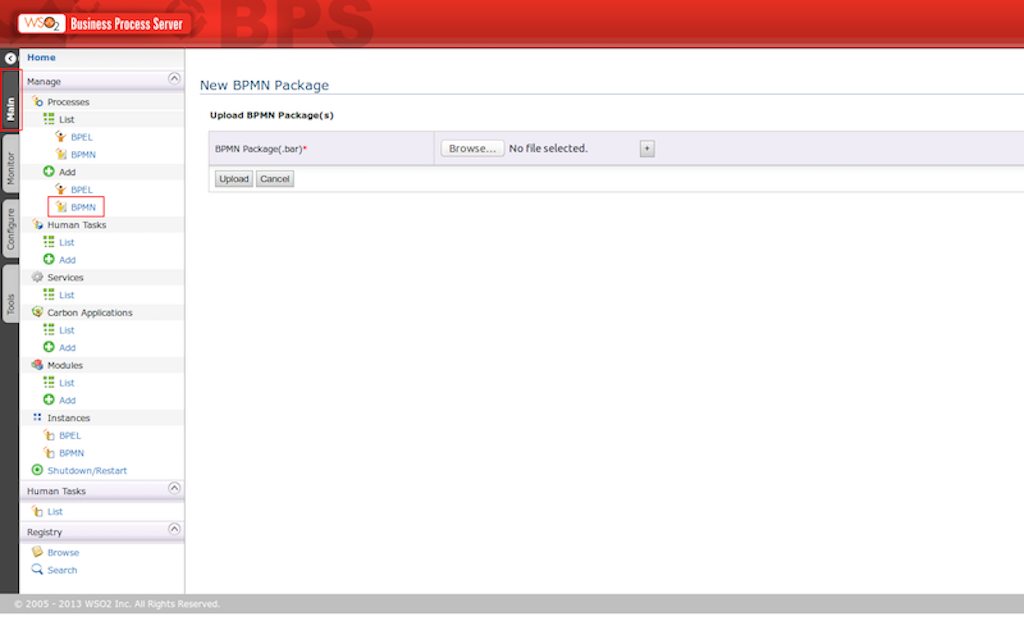 WSO2 Business Process Server
BPS
Home
Manage
Processes
List
BPEL
BPMN
Add
BPEL
BPMN
Human Tasks
List
Add
Services
List
Carbon Applications
List
Add
Modules
List
Add
Instances
BPEL
BPMN
Shutdown/Restart
Human Tasks
List
Registry
Browse
Search
Main
Monitor
Configure
Tools
New BPMN Package
Upload BPMN Package(s)
BPMN Package(.bar)* Browse... No file selected. +
Upload Cancel
© 2005 - 2013 WSO2 Inc. All Rights Reserved.